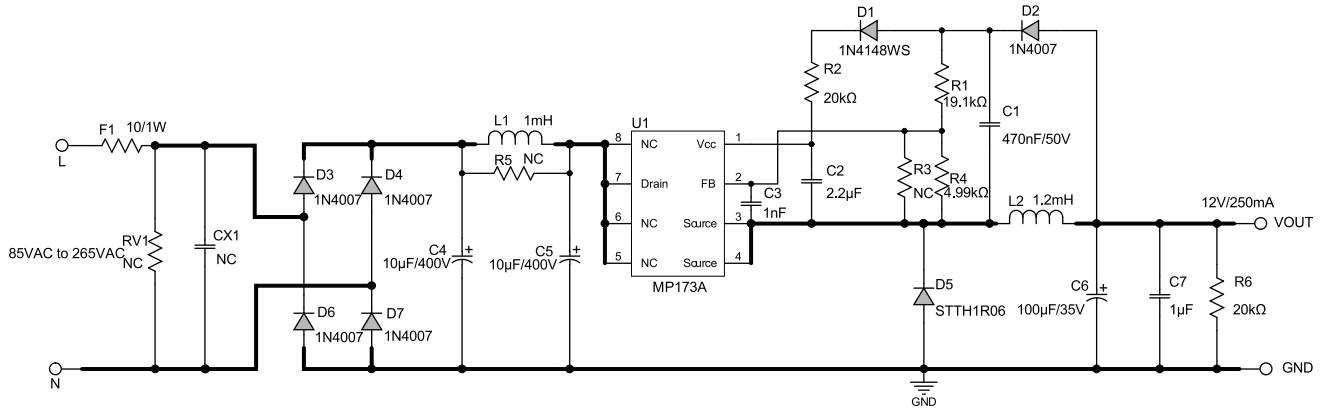 D1
1N4148WS
D2
1N4007
R2
20kΩ
R1
19.1kΩ
C1
470nF/50V
F1 10/1W
L
L1 1mH
R5 NC
U1
8 NC Vcc 1
7 Drain FB 2
6 NC Source 3
5 NC Source 4
MP173A
C2
2.2µF
C3
1nF
R3
NC
R4
4.99kΩ
L2 1.2mH
12V/250mA
VOUT
D3
1N4007
D4
1N4007
85VAC to 265VAC
RV1
NC
CX1
NC
C4
10µF/400V
+
C5
10µF/400V
+
D6
1N4007
D7
1N4007
D5
STTH1R06
C6
100µF/35V
+
C7
1µF
R6
20kΩ
N
GND
GND